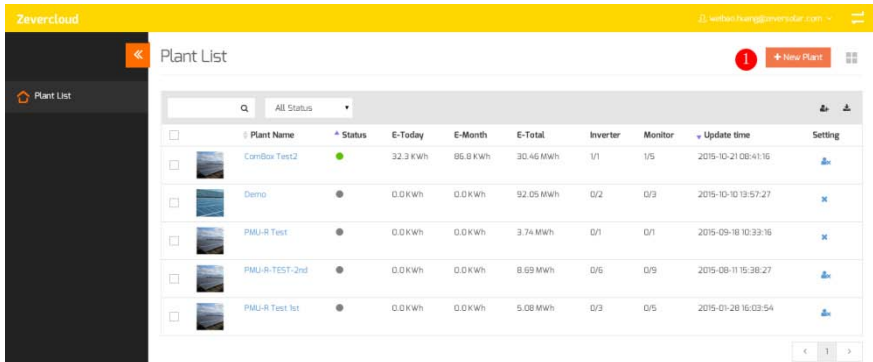 Zevercloud
weibao.huang@zeversolar.com
Plant List
1
+ New Plant
Plant List
All Status
Plant Name Status E-Today E-Month E-Total Inverter Monitor Update time Setting
ComBox Test2 32.3 KWh 86.8 KWh 30.46 MWh 1/1 1/5 2015-10-21 08:41:16
Demo 0.0 KWh 0.0 KWh 92.05 MWh 0/2 0/3 2015-10-10 13:57:27
PMU-R Test 0.0 KWh 0.0 KWh 3.74 MWh 0/1 0/1 2015-09-18 10:33:16
PMU-R-TEST-2nd 0.0 KWh 0.0 KWh 8.69 MWh 0/6 0/9 2015-08-11 15:38:27
PMU-R Test 1st 0.0 KWh 0.0 KWh 5.08 MWh 0/3 0/5 2015-01-28 16:03:54
< 1 >